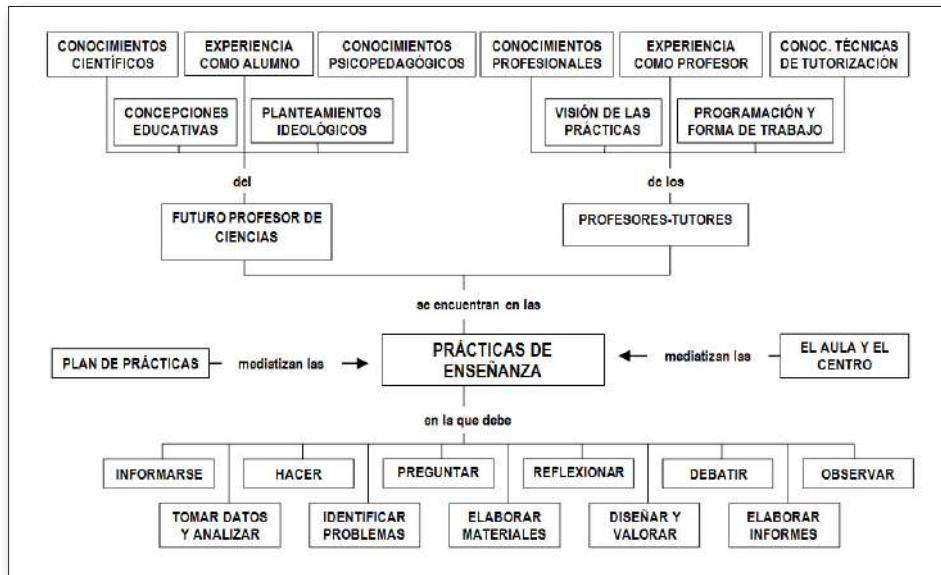 CONOCIMIENTOS CIENTÍFICOS
EXPERIENCIA COMO ALUMNO
CONOCIMIENTOS PSICOPEDAGÓGICOS
CONOCIMIENTOS PROFESIONALES
EXPERIENCIA COMO PROFESOR
CONOC. TÉCNICAS DE TUTORIZACIÓN
CONCEPCIONES EDUCATIVAS
PLANTEAMIENTOS IDEOLÓGICOS
VISIÓN DE LAS PRÁCTICAS
PROGRAMACIÓN Y FORMA DE TRABAJO
del
de los
FUTURO PROFESOR DE CIENCIAS
PROFESORES-TUTORES
se encuentran en las
PLAN DE PRÁCTICAS
mediatizan las
PRÁCTICAS DE ENSEÑANZA
mediatizan las
EL AULA Y EL CENTRO
en la que debe
INFORMARSE
HACER
PREGUNTAR
REFLEXIONAR
DEBATIR
OBSERVAR
TOMAR DATOS Y ANALIZAR
IDENTIFICAR PROBLEMAS
ELABORAR MATERIALES
DISEÑAR Y VALORAR
ELABORAR INFORMES